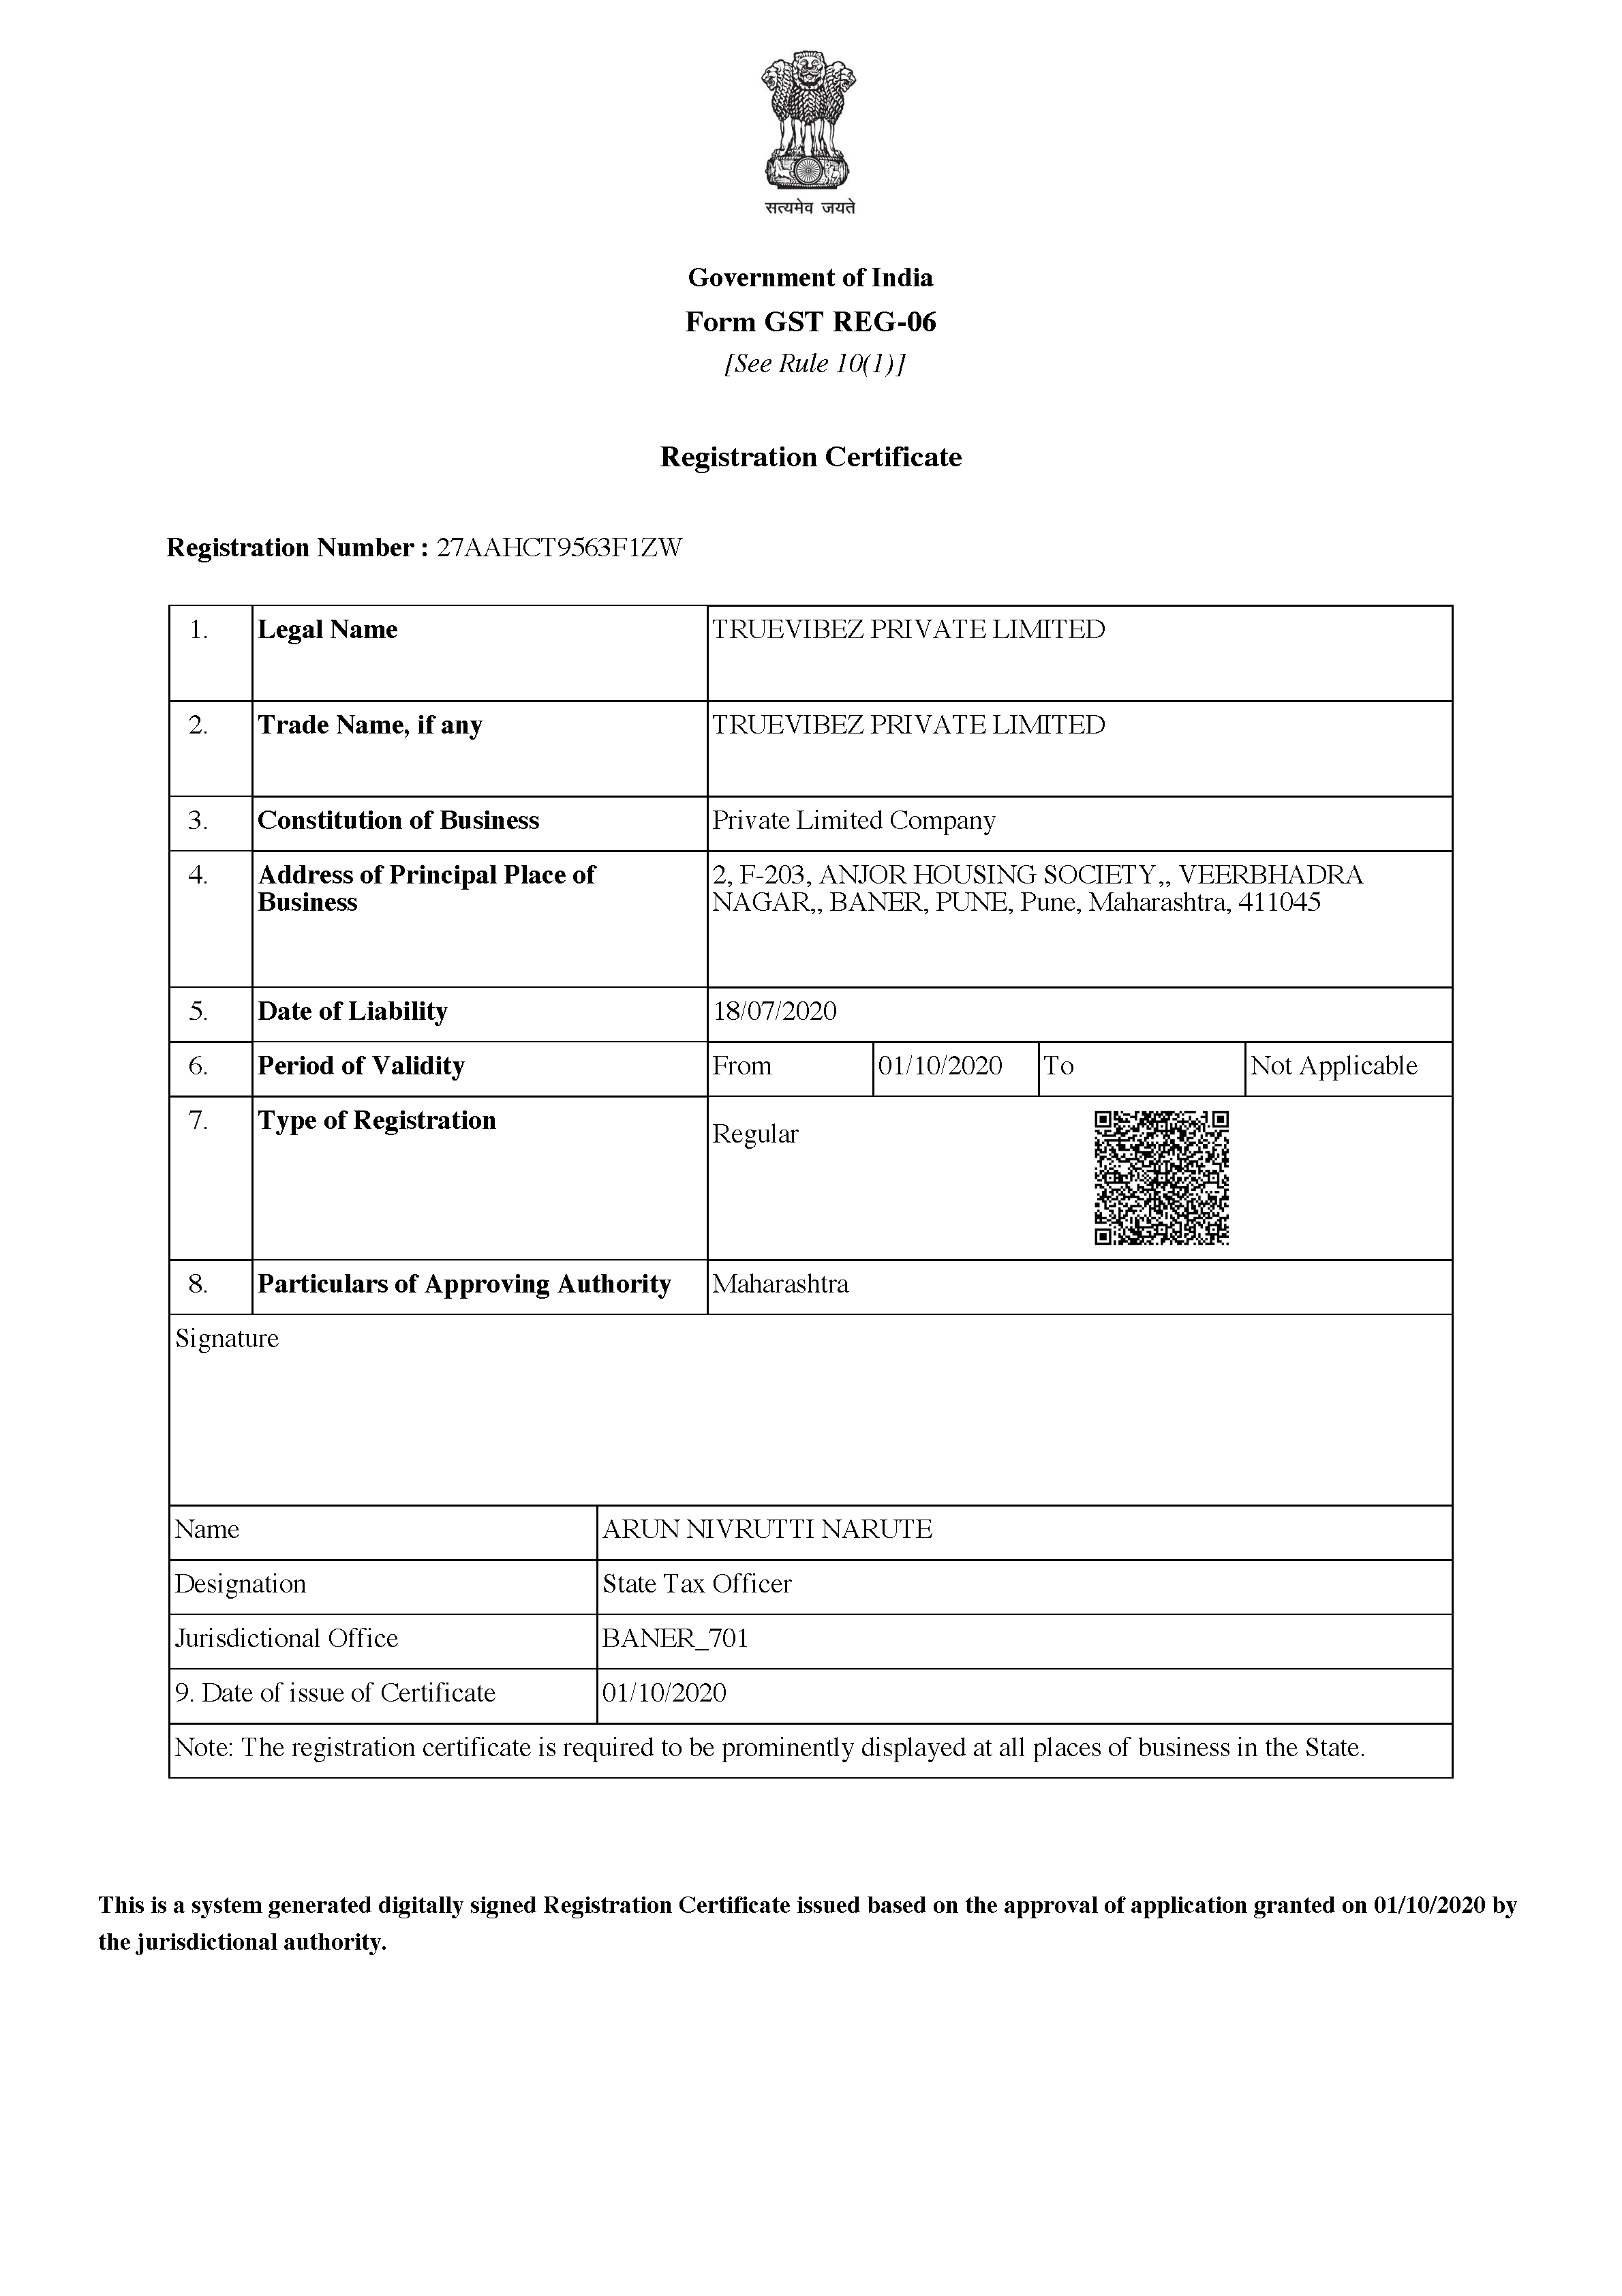 सत्यमेव जयते
Government of India
Form GST REG-06
[See Rule 10(1)]
Registration Certificate
Registration Number : 27AAHCT9563F1ZW
1. Legal Name TRUEVIBEZ PRIVATE LIMITED
2. Trade Name, if any TRUEVIBEZ PRIVATE LIMITED
3. Constitution of Business Private Limited Company
4. Address of Principal Place of 2, F-203, ANJOR HOUSING SOCIETY,, VEERBHADRA
Business NAGAR,, BANER, PUNE, Pune, Maharashtra, 411045
5. Date of Liability 18/07/2020
6. Period of Validity From 01/10/2020 To Not Applicable
7. Type of Registration Regular
8. Particulars of Approving Authority Maharashtra
Signature
Name ARUN NIVRUTTI NARUTE
Designation State Tax Officer
Jurisdictional Office BANER_701
9. Date of issue of Certificate 01/10/2020
Note: The registration certificate is required to be prominently displayed at all places of business in the State.
This is a system generated digitally signed Registration Certificate issued based on the approval of application granted on 01/10/2020 by
the jurisdictional authority.